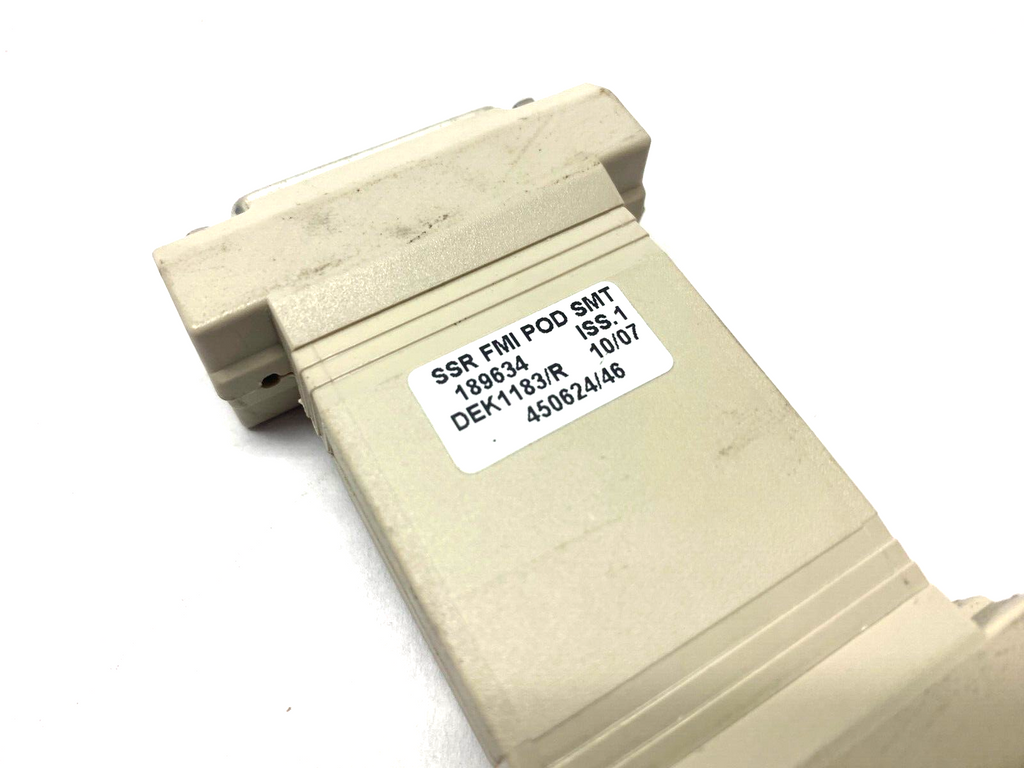 SSR FMI POD SMT
189634 ISS.1
DEK1183/R 10/07
450624/46